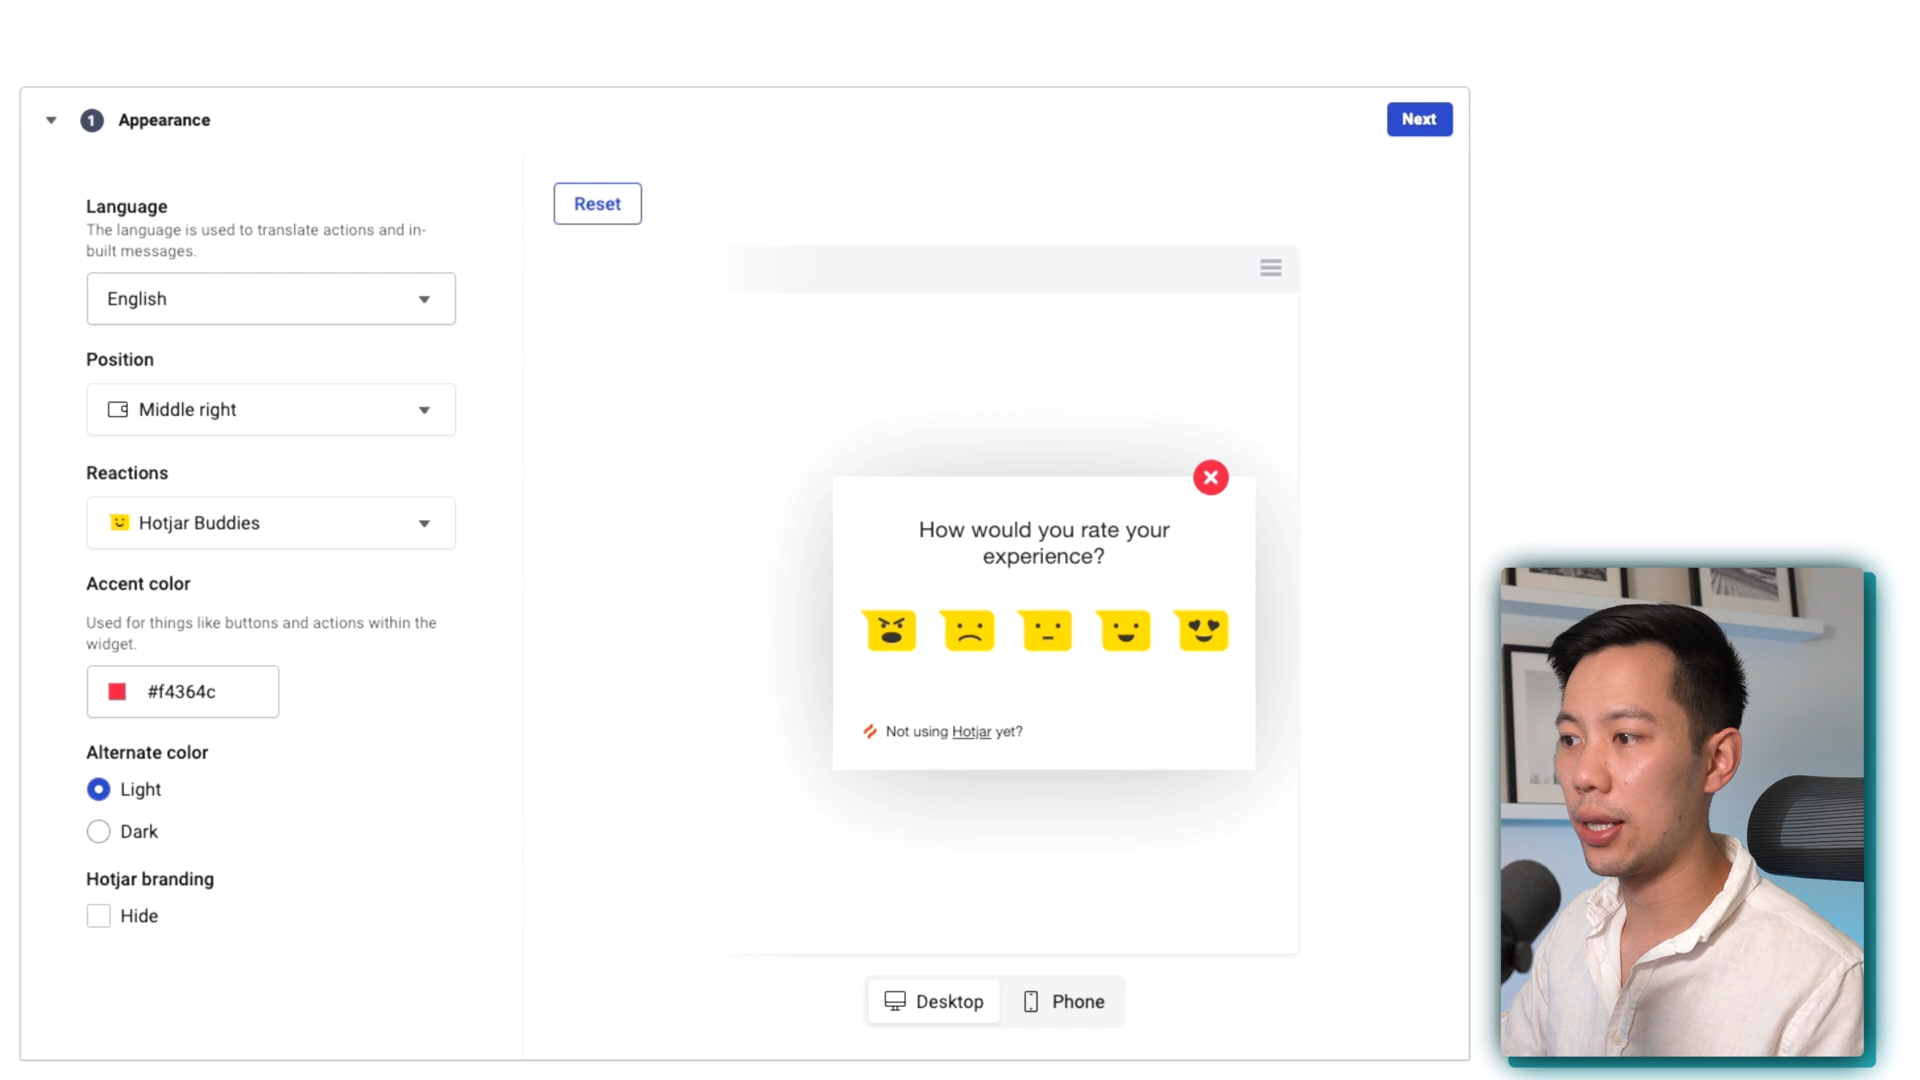 1 Appearance
Next
Language
The language is used to translate actions and in-
built messages.
English
Position
Middle right
Reactions
Hotjar Buddies
Accent color
Used for things like buttons and actions within the
widget.
#f4364c
Alternate color
Light
Dark
Hotjar branding
Hide
Reset
How would you rate your
experience?
Not using Hotjar yet?
Desktop
Phone